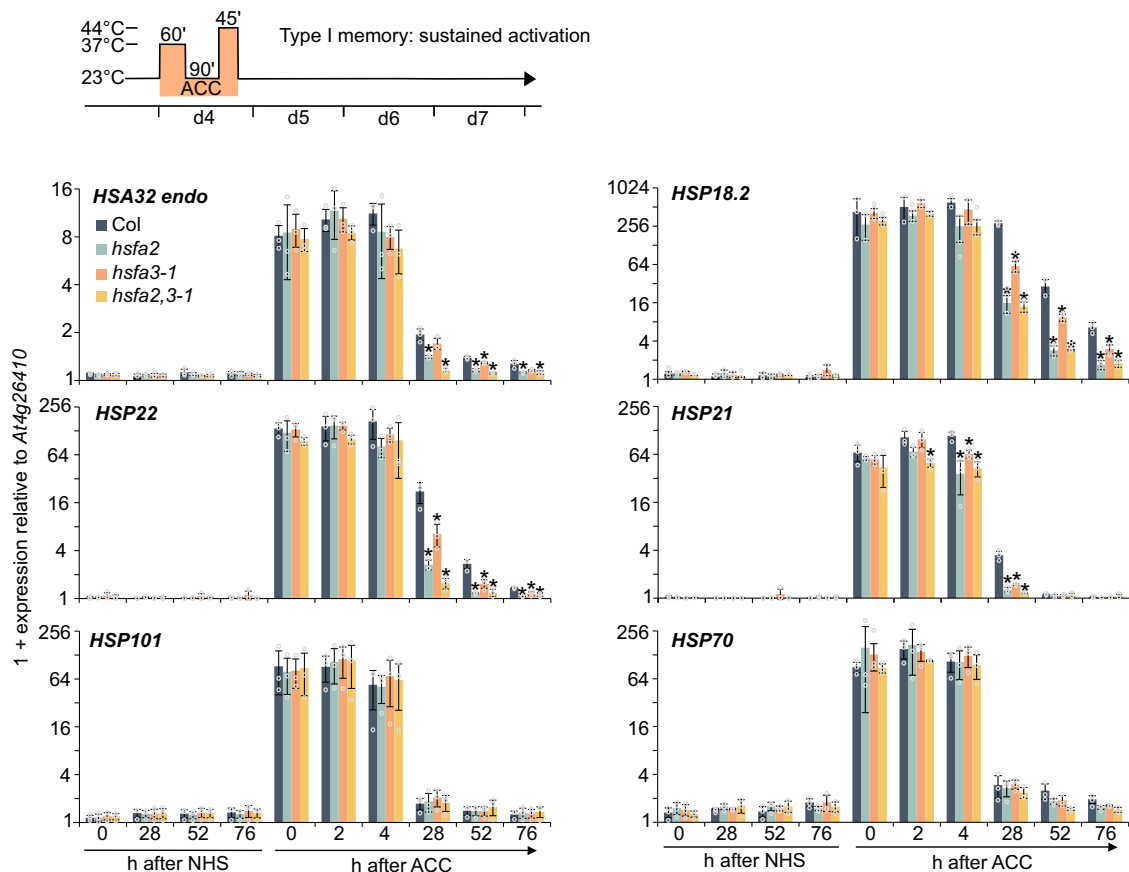 44°C
37°C
23°C
60'
45'
90'
ACC
Type I memory: sustained activation
d4 d5 d6 d7
1 + expression relative to At4g26410
HSA32 endo
Col
hsfa2
hsfa3-1
hsfa2,3-1
16
8
4
2
1
* * * * * * * *
HSP18.2
1024
256
64
16
4
1
* * * * * * * * *
HSP22
256
64
16
4
1
* * * * * * * * *
HSP21
256
64
16
4
1
* * * * * * *
HSP101
256
64
16
4
1
0 28 52 76 0 2 4 28 52 76
h after NHS h after ACC
HSP70
256
64
16
4
1
0 28 52 76 0 2 4 28 52 76
h after NHS h after ACC